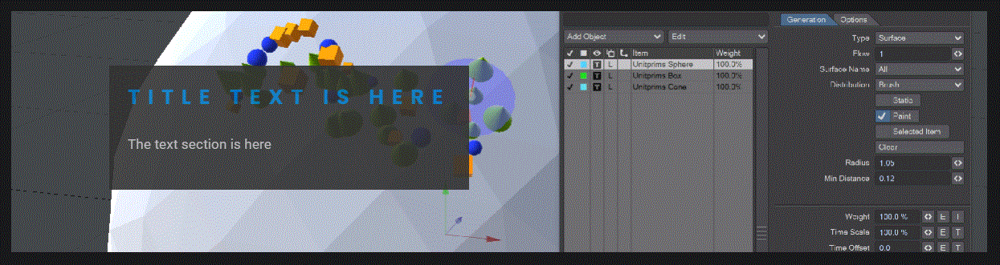 TITLE TEXT IS HERE
The text section is here
Add Object
Edit
Item Weight
T L Unitprims Sphere 100.0%
T L Unitprims Box 100.0%
T L Unitprims Cone 100.0%
Generation Options
Type Surface
Flow 1
Surface Name All
Distribution Brush
Static
Paint
Selected Item
Clear
Radius 1.05
Min Distance 0.12
Weight 100.0 % E T
Time Scale 100.0 % E T
Time Offset 0.0 E T